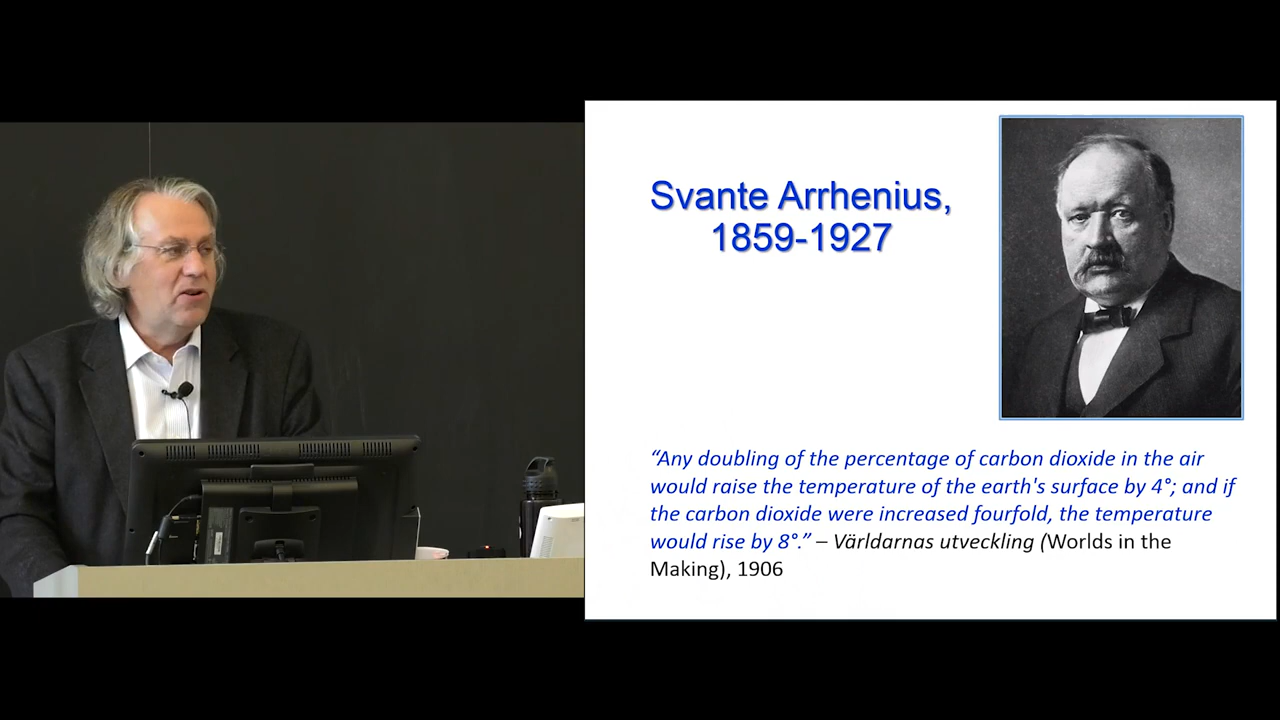 Svante Arrhenius,
1859-1927
“Any doubling of the percentage of carbon dioxide in the air
would raise the temperature of the earth's surface by 4°; and if
the carbon dioxide were increased fourfold, the temperature
would rise by 8°.” – Världarnas utveckling (Worlds in the
Making), 1906